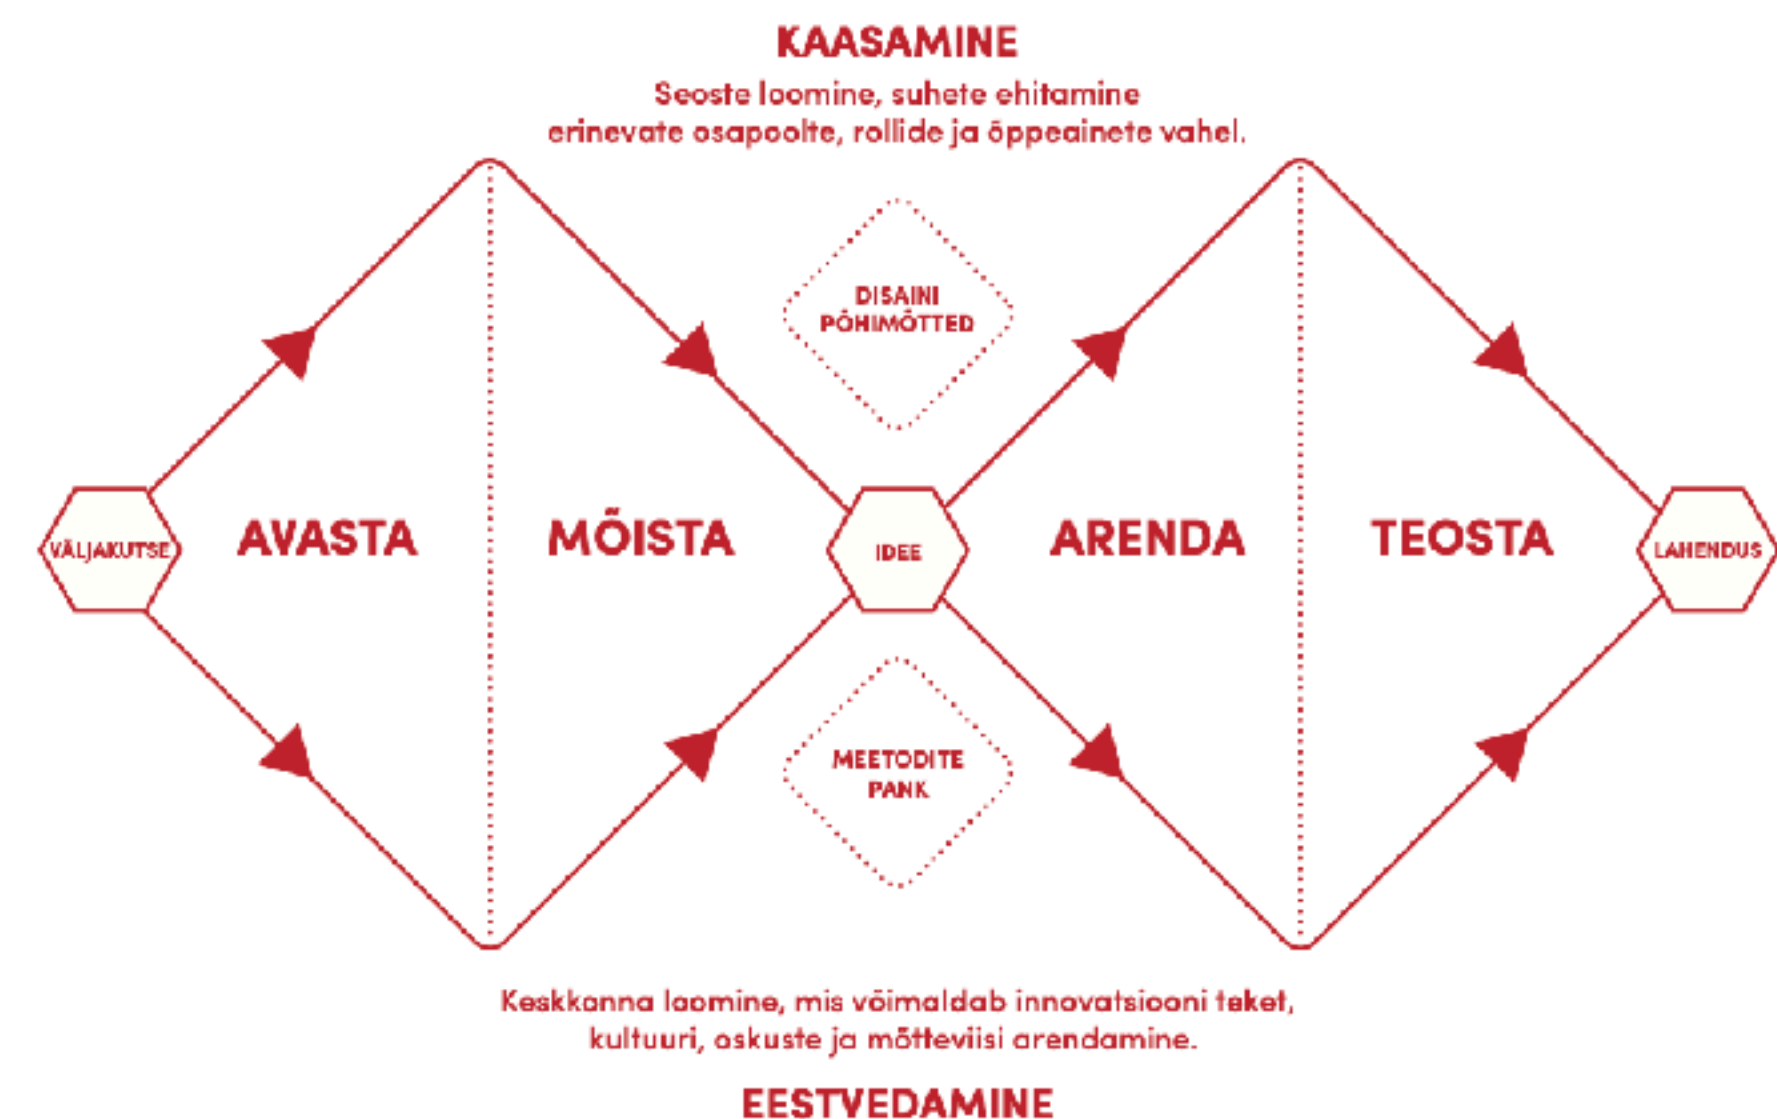 KAASAMINE
Seoste loomine, suhete ehitamine
erinevate osapoolte, rollide ja õppeainete vahel.
DISAINI
PÕHIMÕTTED
VÄLJAKUTSE
AVASTA
MÕISTA
IDEE
ARENDA
TEOSTA
LAHENDUS
MEETODITE
PANK
Keskkonna loomine, mis võimaldab innovatsiooni teket,
kultuuri, oskuste ja mõtteviisi arendamine.
EESTVEDAMINE